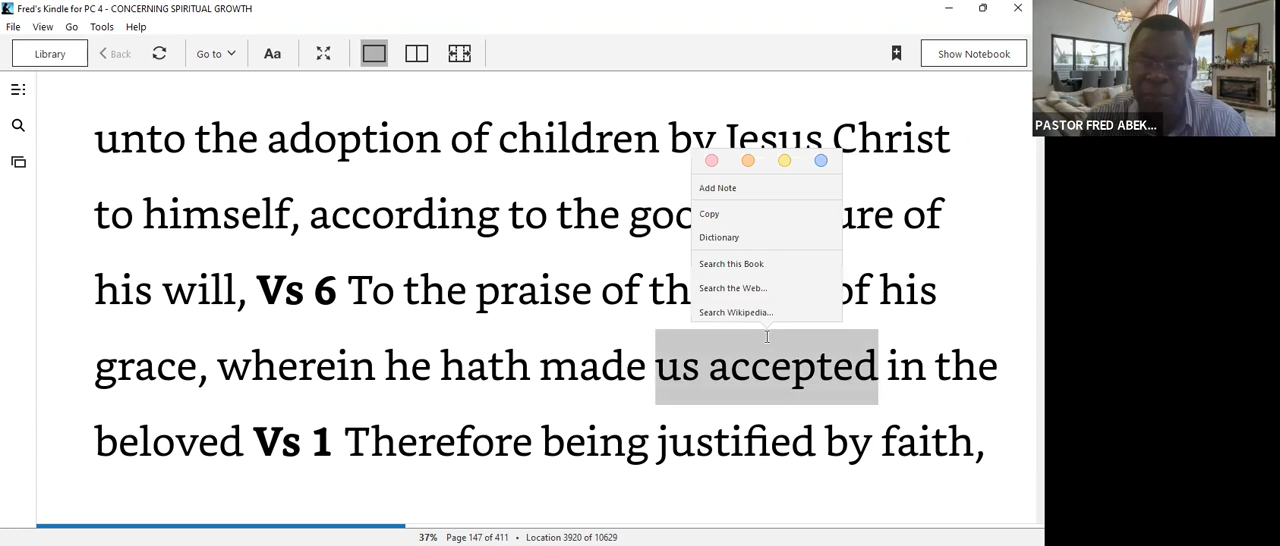 Fred's Kindle for PC 4 - CONCERNING SPIRITUAL GROWTH
File View Go Tools Help
Library Back Go to Aa Show Notebook
PASTOR FRED ABEK...
unto the adoption of children by Jesus Christ
to himself, according to the goo ure of
his will, Vs 6 To the praise of th of his
grace, wherein he hath made us accepted in the
beloved Vs 1 Therefore being justified by faith,
Add Note
Copy
Dictionary
Search this Book
Search the Web...
Search Wikipedia...
37% Page 147 of 411 • Location 3920 of 10629